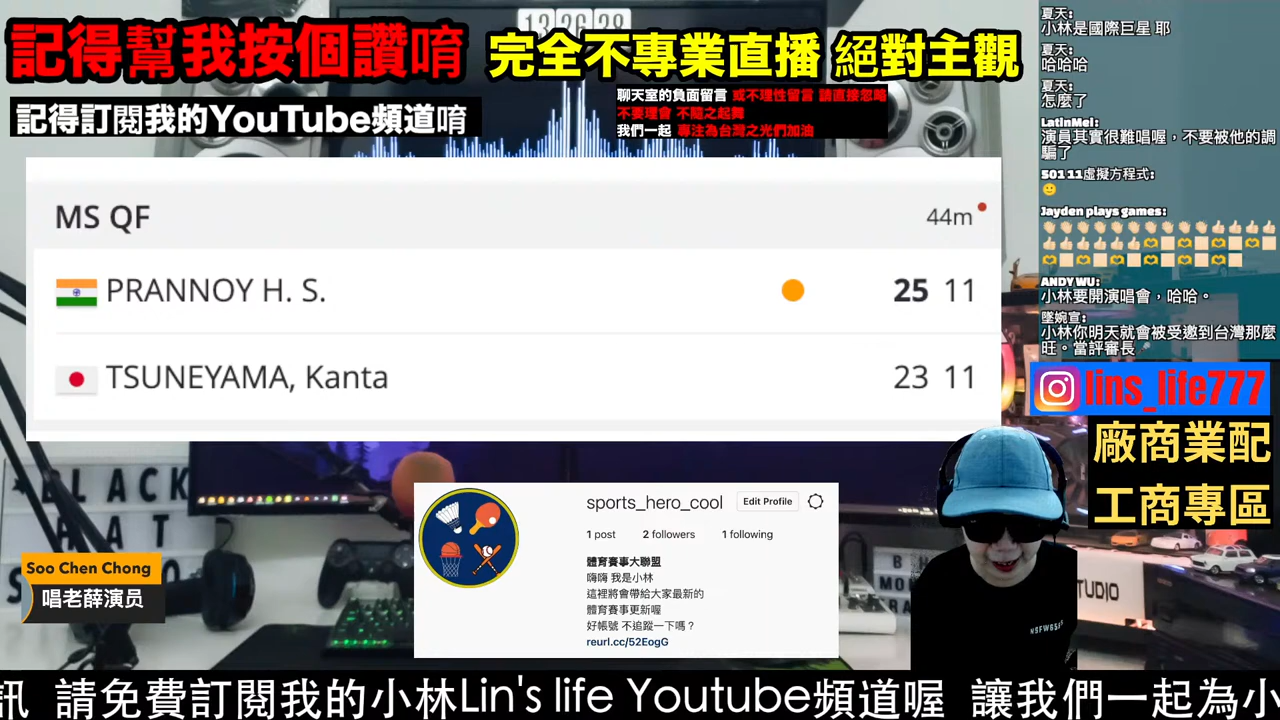 13 26 28
記得幫我按個讚唷
完全不專業直播 絕對主觀
記得訂閱我的YouTube頻道唷
聊天室的負面留言 或不理性留言 請直接忽略
不要理會 不隨之起舞
我們一起 專注為台灣之光們加油
MS QF
44m
PRANNOY H. S.
25 11
TSUNEYAMA, Kanta
23 11
夏天:
小林是國際巨星 耶
夏天:
哈哈哈
夏天:
怎麼了
LatinMei:
演員其實很難唱喔，不要被他的調
騙了
501 11虛擬方程式:
Jayden plays games:
ANDY WU:
小林要開演唱會，哈哈。
墜婉宣:
小林你明天就會被受邀到台灣那麼
旺。當評審長
lins_life777
廠商業配
工商專區
BLACK
HAT
Soo Chen Chong
唱老薛演员
sports_hero_cool
Edit Profile
1 post 2 followers 1 following
體育賽事大聯盟
嗨嗨 我是小林
這裡將會帶給大家最新的
體育賽事更新喔
好帳號 不追蹤一下嗎？
reurl.cc/52EogG
訊 請免費訂閱我的小林Lin's life Youtube頻道喔 讓我們一起為小